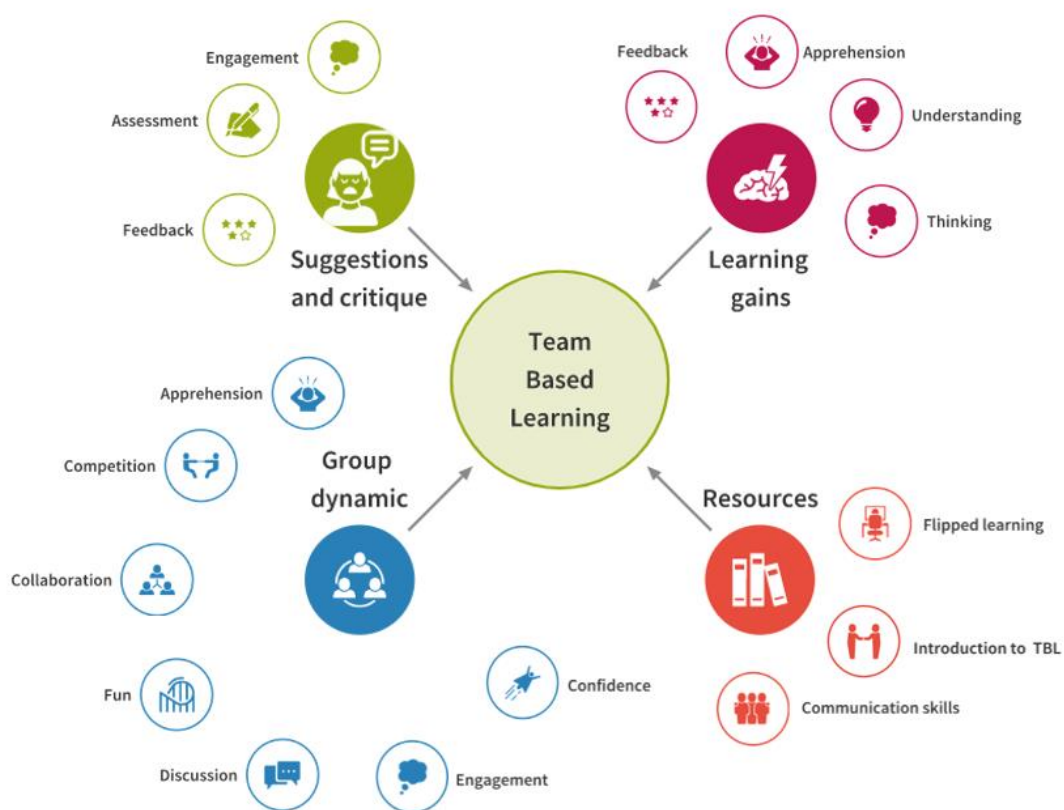 Engagement
Assessment
Feedback
Suggestions
and critique
Feedback
Apprehension
Understanding
Thinking
Learning
gains
Team
Based
Learning
Apprehension
Competition
Collaboration
Fun
Discussion
Engagement
Confidence
Group
dynamic
Resources
Flipped learning
Introduction to TBL
Communication skills